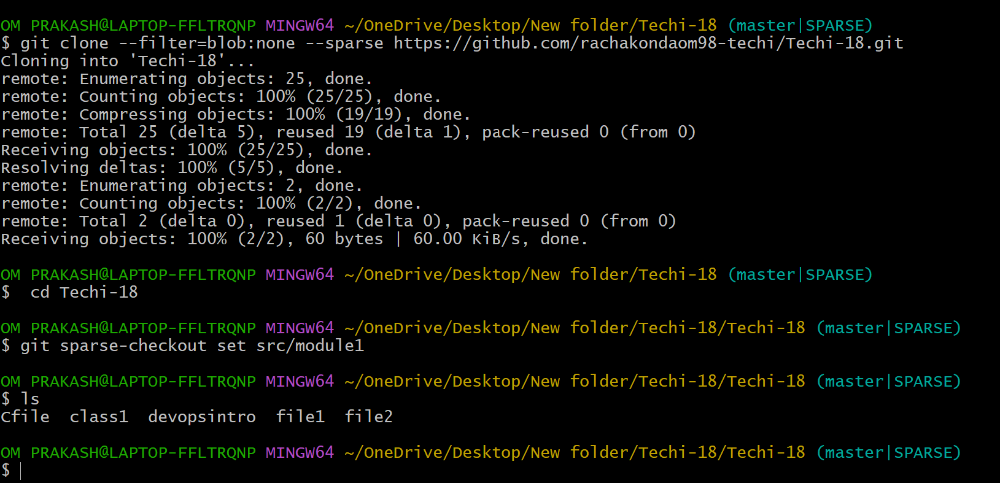 OM PRAKASH@LAPTOP-FFLTRQNP MINGW64 ~/OneDrive/Desktop/New folder/Techi-18 (master|SPARSE)
$ git clone --filter=blob:none --sparse https://github.com/rachakondaom98-techi/Techi-18.git
Cloning into 'Techi-18'...
remote: Enumerating objects: 25, done.
remote: Counting objects: 100% (25/25), done.
remote: Compressing objects: 100% (19/19), done.
remote: Total 25 (delta 5), reused 19 (delta 1), pack-reused 0 (from 0)
Receiving objects: 100% (25/25), done.
Resolving deltas: 100% (5/5), done.
remote: Enumerating objects: 2, done.
remote: Counting objects: 100% (2/2), done.
remote: Total 2 (delta 0), reused 1 (delta 0), pack-reused 0 (from 0)
Receiving objects: 100% (2/2), 60 bytes | 60.00 KiB/s, done.
OM PRAKASH@LAPTOP-FFLTRQNP MINGW64 ~/OneDrive/Desktop/New folder/Techi-18 (master|SPARSE)
$  cd Techi-18
OM PRAKASH@LAPTOP-FFLTRQNP MINGW64 ~/OneDrive/Desktop/New folder/Techi-18/Techi-18 (master|SPARSE)
$ git sparse-checkout set src/module1
OM PRAKASH@LAPTOP-FFLTRQNP MINGW64 ~/OneDrive/Desktop/New folder/Techi-18/Techi-18 (master|SPARSE)
$ ls
Cfile  class1  devopsintro  file1  file2
OM PRAKASH@LAPTOP-FFLTRQNP MINGW64 ~/OneDrive/Desktop/New folder/Techi-18/Techi-18 (master|SPARSE)
$